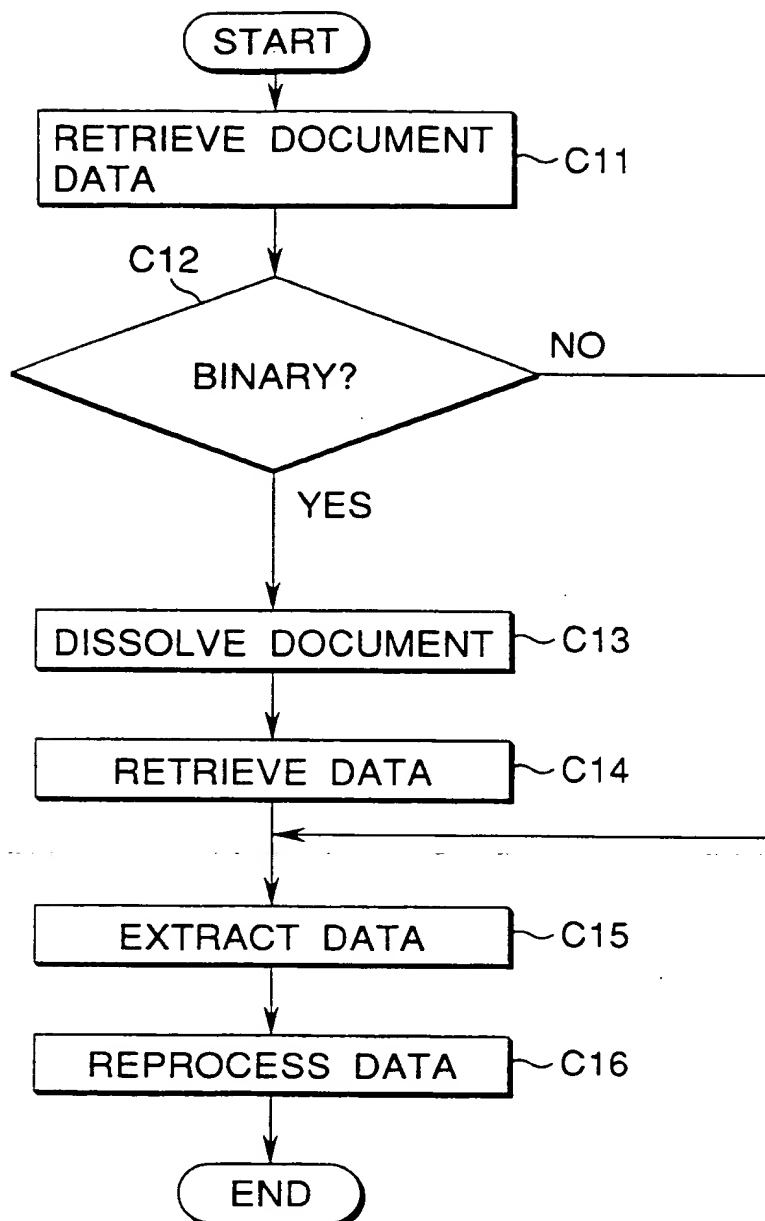 START
RETRIEVE DOCUMENT
DATA
C11
C12
BINARY?
NO
YES
DISSOLVE DOCUMENT
C13
RETRIEVE DATA
C14
EXTRACT DATA
C15
REPROCESS DATA
C16
END